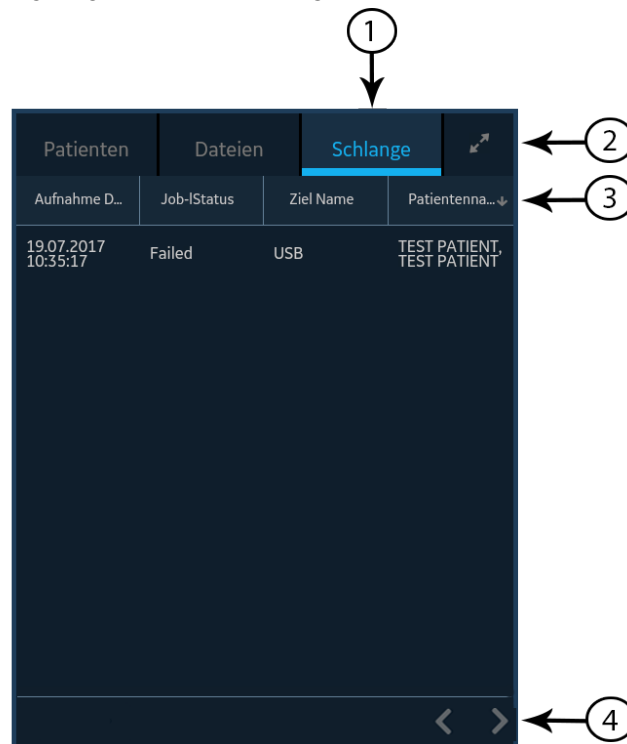 1
Patienten Dateien Schlange 2
Aufnahme D... Job-lStatus Ziel Name Patientenna... 3
19.07.2017 Failed USB TEST PATIENT,
10:35:17 TEST PATIENT
4